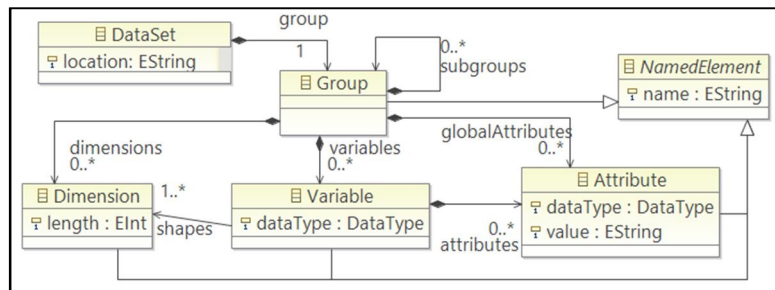 group
DataSet
location: EString
1
0..*
subgroups
NamedElement
name : EString
Group
dimensions
0..*
variables
0..*
globalAttributes
0..*
Dimension
length : EInt
1..*
shapes
Variable
dataType : DataType
0..*
attributes
Attribute
dataType : DataType
value : EString